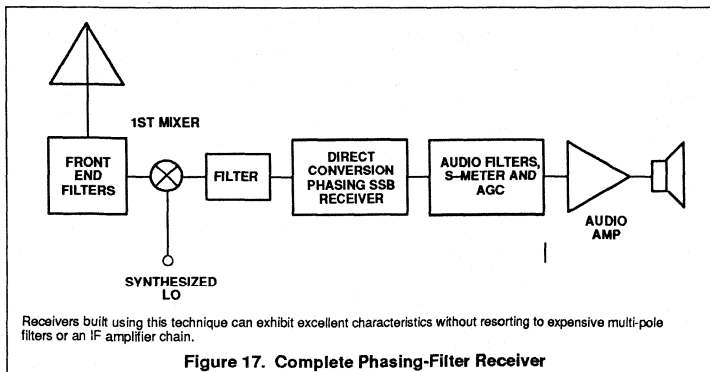 1ST MIXER
FRONT
END
FILTERS
FILTER
DIRECT
CONVERSION
PHASING SSB
RECEIVER
AUDIO FILTERS,
S–METER AND
AGC
AUDIO
AMP
SYNTHESIZED
LO
Receivers built using this technique can exhibit excellent characteristics without resorting to expensive multi-pole
filters or an IF amplifier chain.
Figure 17. Complete Phasing-Filter Receiver